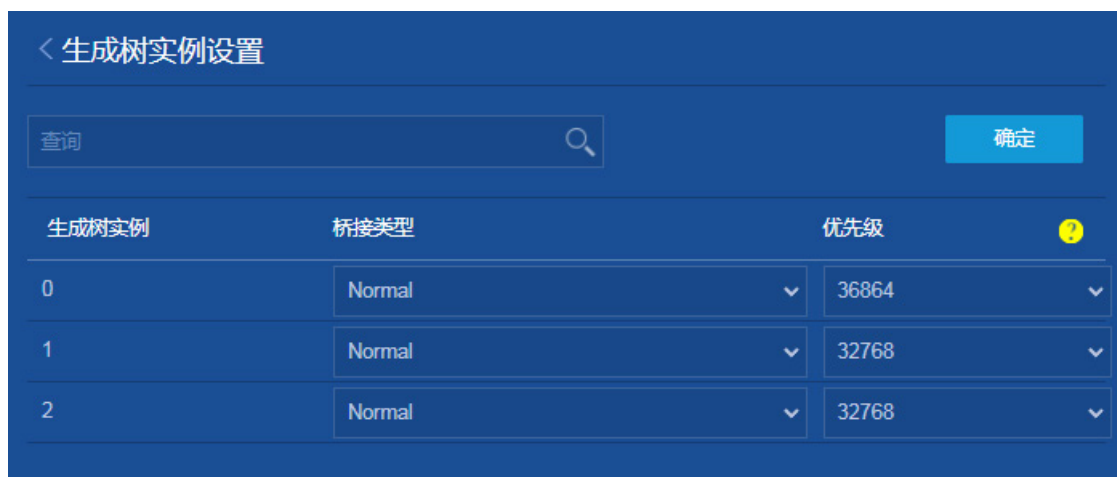 生成树实例设置
查询
确定
生成树实例 桥接类型 优先级 ?
0 Normal 36864
1 Normal 32768
2 Normal 32768